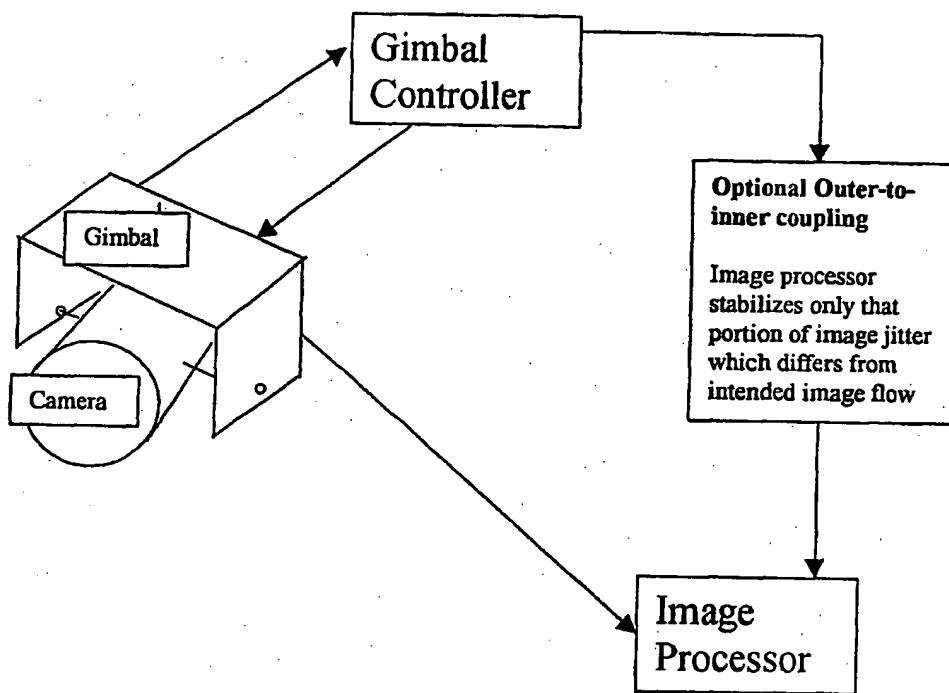 Gimbal
Controller
Optional Outer-to-
inner coupling
Image processor
stabilizes only that
portion of image jitter
which differs from
intended image flow
Gimbal
Camera
Image
Processor